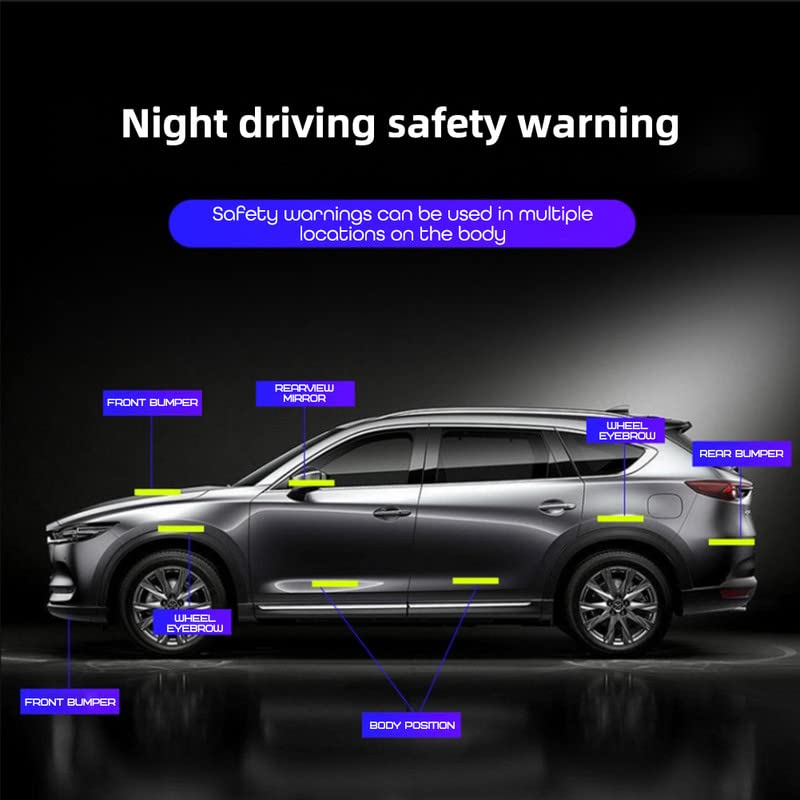 Night driving safety warning
Safety warnings can be used in multiple
locations on the body
REARVIEW
MIRROR
FRONT BUMPER
WHEEL
EYEBROW
REAR BUMPER
WHEEL
EYEBROW
FRONT BUMPER
BODY POSITION